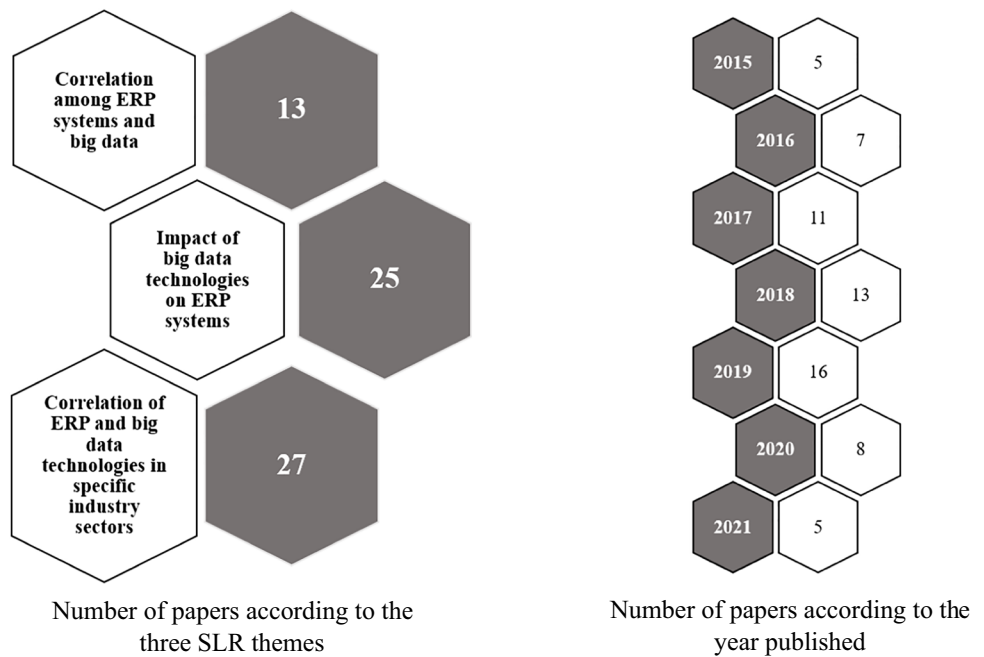 Correlation
among ERP
systems and
big data
13
Impact of
big data
technologies
on ERP
systems
25
Correlation of
ERP and big
data
technologies in
specific
industry
sectors
27
Number of papers according to the
three SLR themes
2015 5
2016 7
2017 11
2018 13
2019 16
2020 8
2021 5
Number of papers according to the
year published